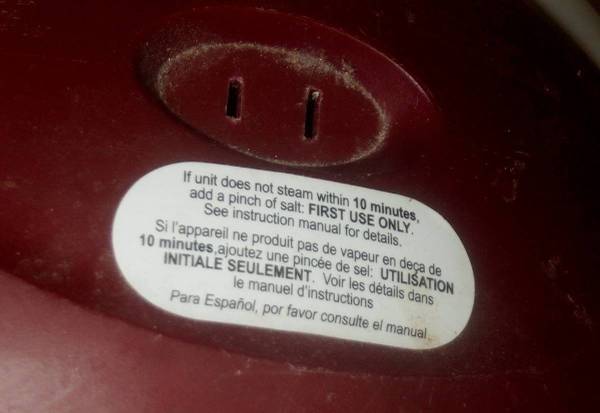 If unit does not steam within 10 minutes,
add a pinch of salt: FIRST USE ONLY.
See instruction manual for details.
Si l'appareil ne produit pas de vapeur en deça de
10 minutes,ajoutez une pincée de sel: UTILISATION
INITIALE SEULEMENT. Voir les détails dans
le manuel d'instructions
Para Español, por favor consulte el manual